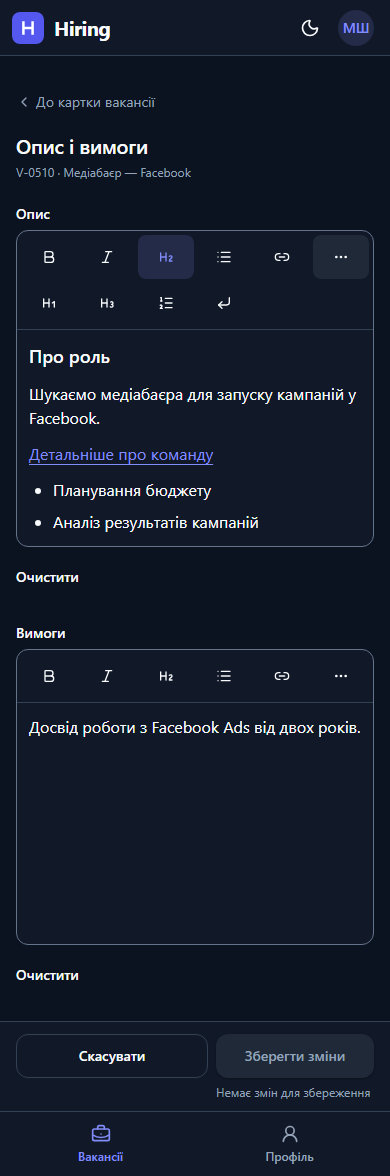 H Hiring МШ
До картки вакансії
Опис і вимоги
V-0510 · Медіабаєр — Facebook
Опис
B I H2
H1 H3
Про роль
Шукаємо медіабаєра для запуску кампаній у
Facebook.
Детальніше про команду
• Планування бюджету
• Аналіз результатів кампаній
Очистити
Вимоги
B I H2
Досвід роботи з Facebook Ads від двох років.
Очистити
Скасувати Зберегти зміни
Немає змін для збереження
Вакансії Профіль